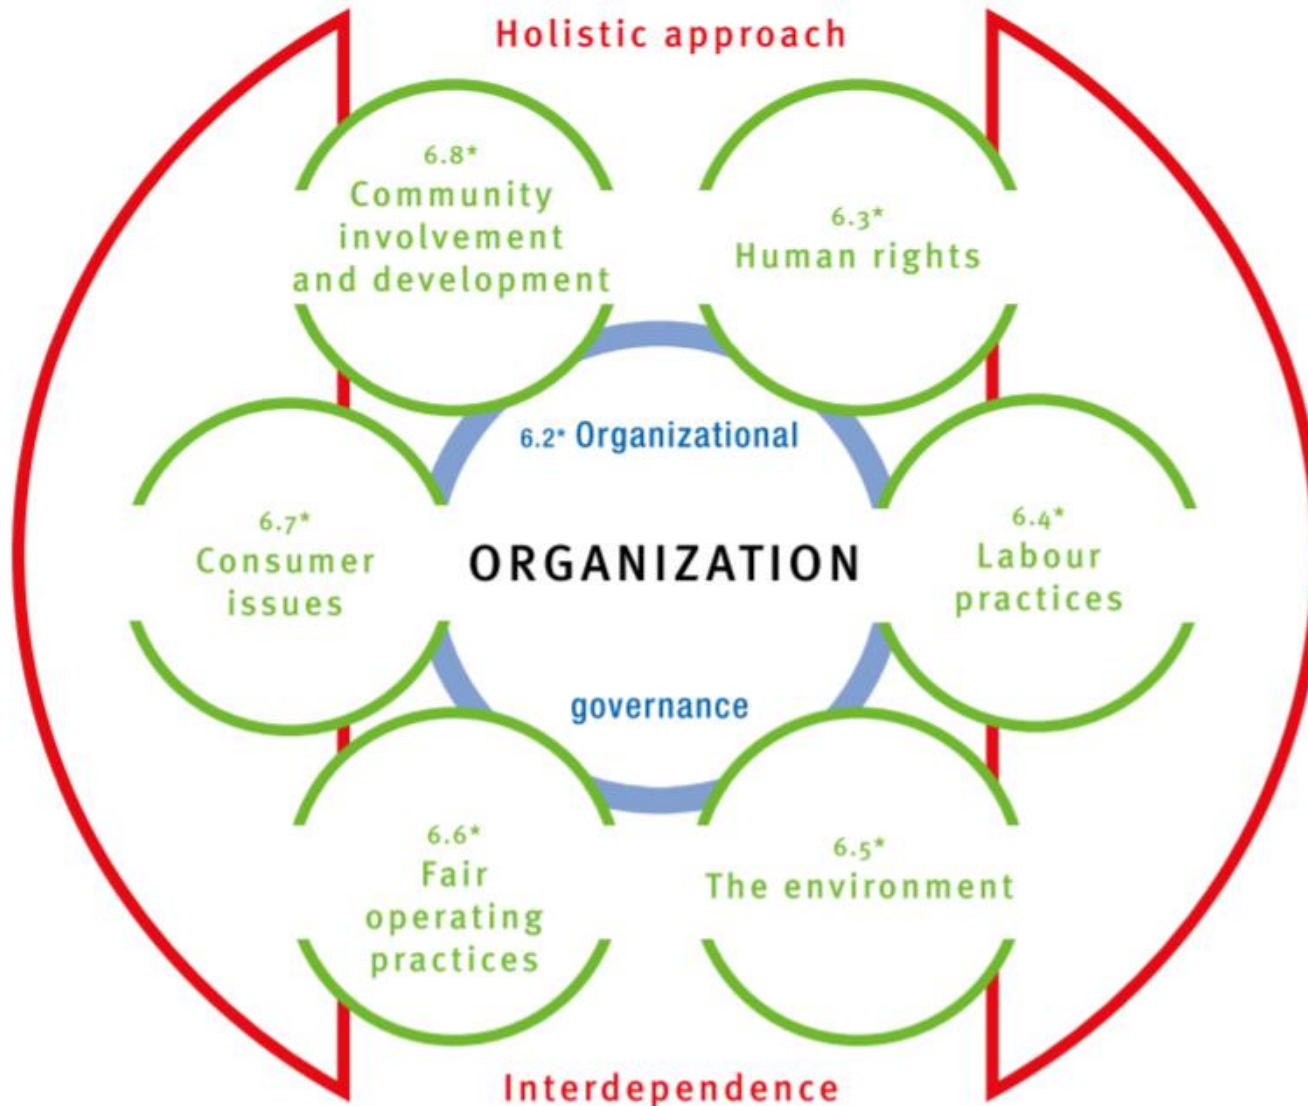 Holistic approach
6.8*
Community
involvement
and development
6.3*
Human rights
6.2* Organizational
6.7*
Consumer
issues
ORGANIZATION
6.4*
Labour
practices
governance
6.6*
Fair
operating
practices
6.5*
The environment
Interdependence